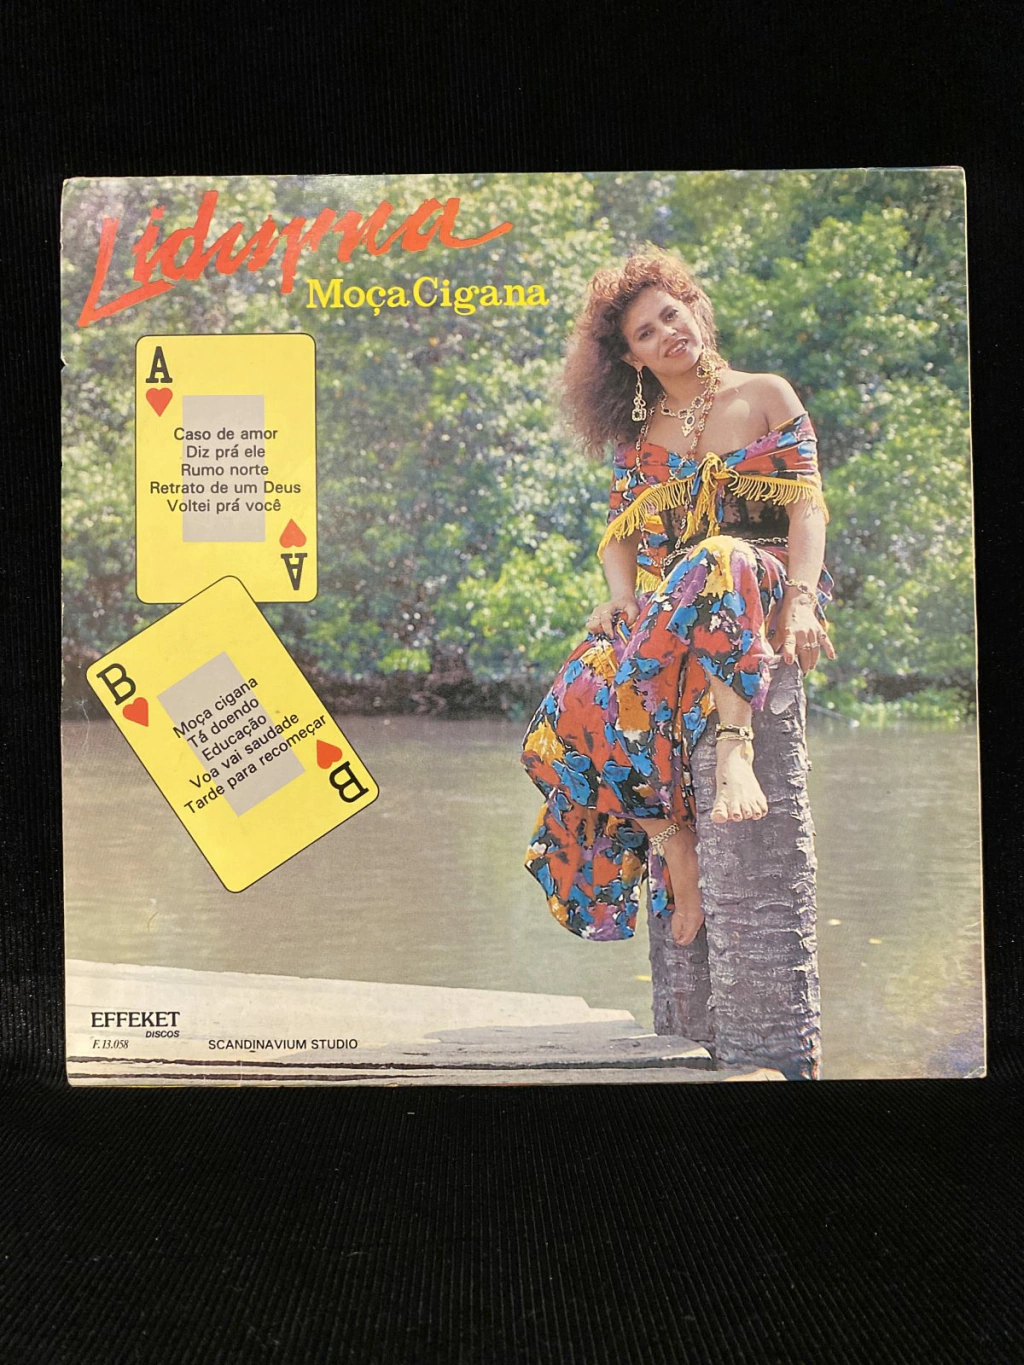 Lidusyna
Moça Cigana
A
Caso de amor
Diz prá ele
Rumo norte
Retrato de um Deus
Voltei prá você
A
B
Moça cigana
Tá doendo
Educação
Voa vai saudade
Tarde para recomeçar
B
EFFEKET
DISCOS
F. 13.058
SCANDINAVIUM STUDIO